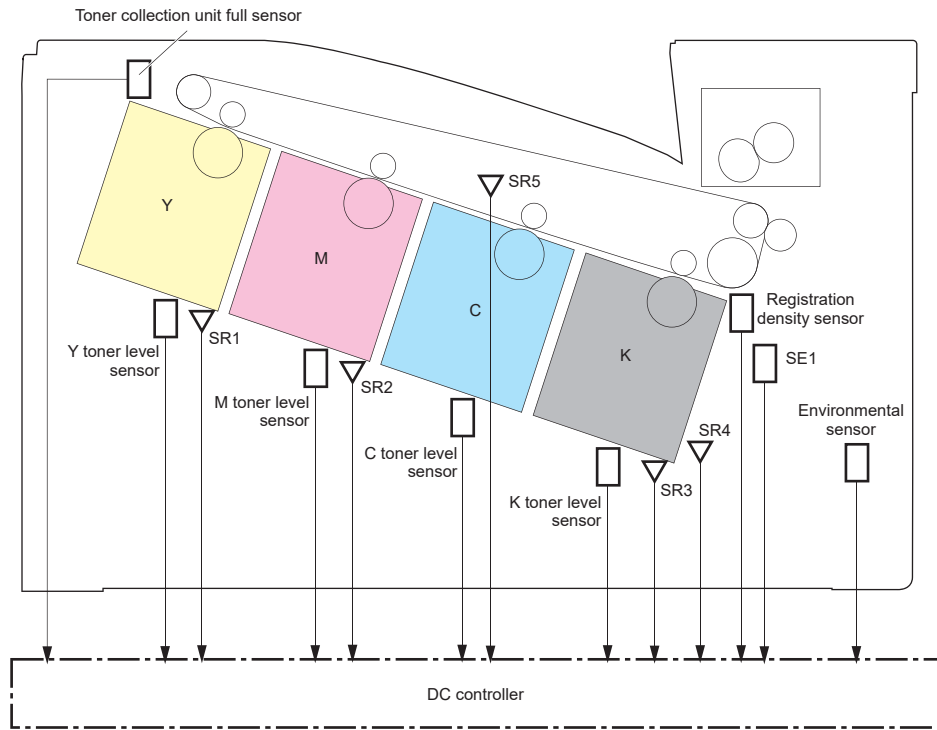 Toner collection unit full sensor
Y
M
SR5
C
K
Registration
density sensor
SR1
Y toner level
sensor
SE1
SR2
M toner level
sensor
Environmental
sensor
SR4
C toner level
sensor
SR3
K toner level
sensor
DC controller